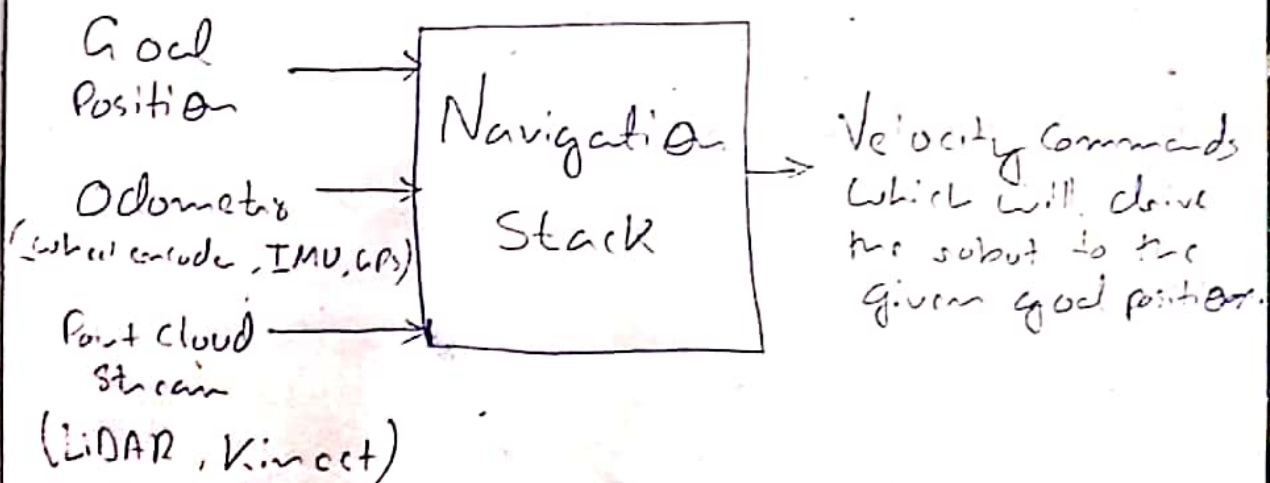 Goal
Position
Odometry
(wheel encoder, IMU, GPS)
Point Cloud
Stream
(LiDAR, Kinect)
Navigation
Stack
Velocity Commands
which will drive
the robot to the
given goal position.